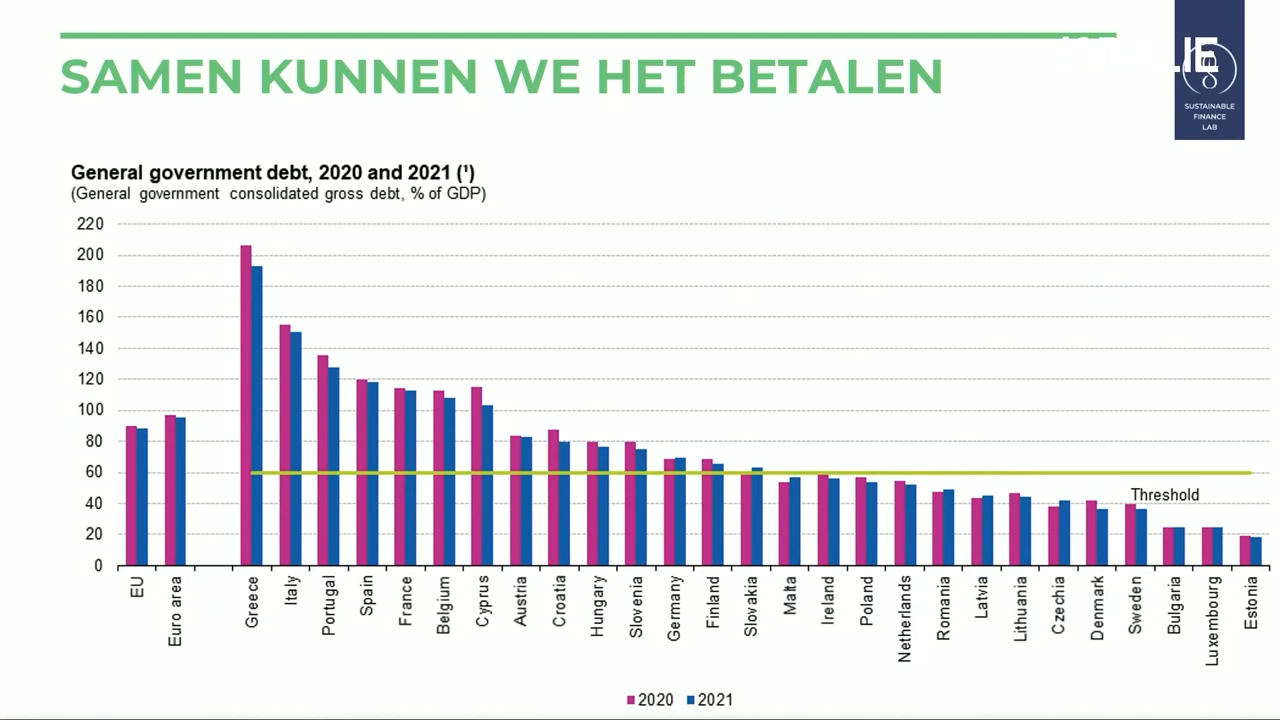 SAMEN KUNNEN WE HET BETALEN
SUSTAINABLE
FINANCE
LAB
General government debt, 2020 and 2021 (¹)
(General government consolidated gross debt, % of GDP)
220
200
180
160
140
120
100
80
60
40
20
0
Threshold
EU
Euro area
Greece
Italy
Portugal
Spain
France
Belgium
Cyprus
Austria
Croatia
Hungary
Slovenia
Germany
Finland
Slovakia
Malta
Ireland
Poland
Netherlands
Romania
Latvia
Lithuania
Czechia
Denmark
Sweden
Bulgaria
Luxembourg
Estonia
2020 2021